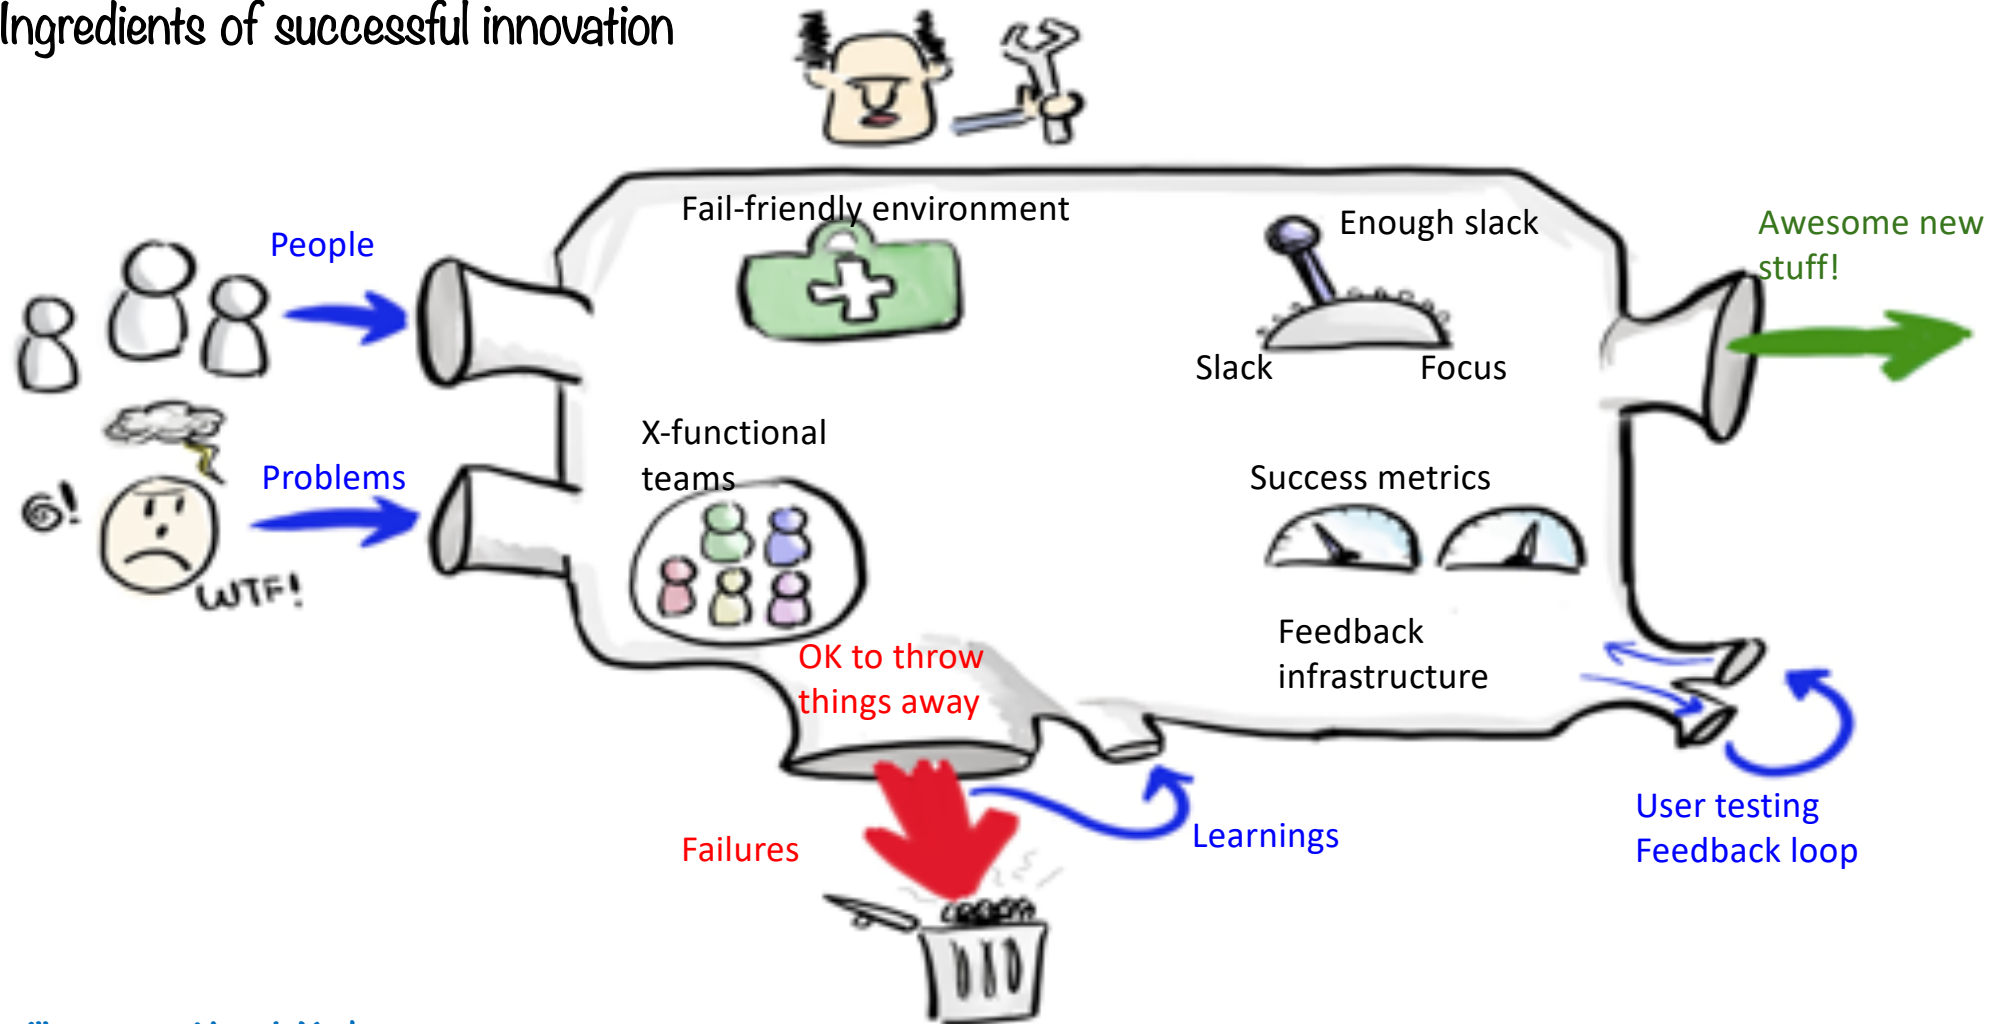 Ingredients of successful innovation
Fail-friendly environment
Enough slack
Awesome new
stuff!
People
Slack
Focus
X-functional
teams
Problems
Success metrics
@!
WTF!
Feedback
infrastructure
OK to throw
things away
User testing
Feedback loop
Failures
Learnings